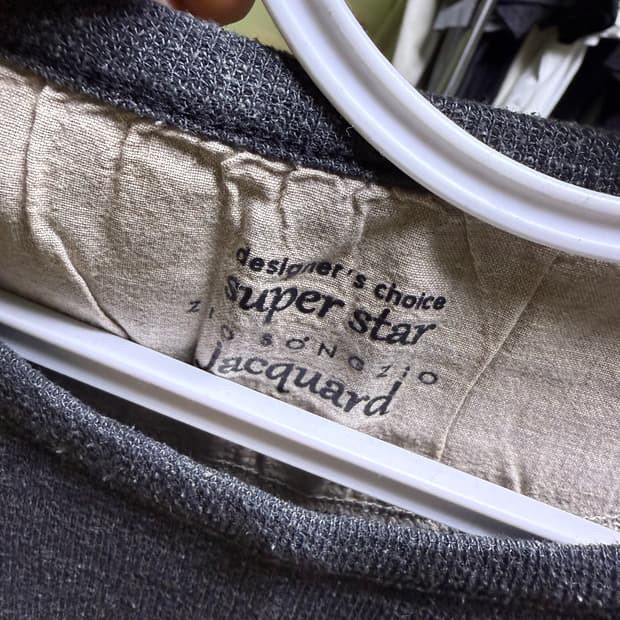 designer's choice
super star
ZIO SONGZIO
Jacquard